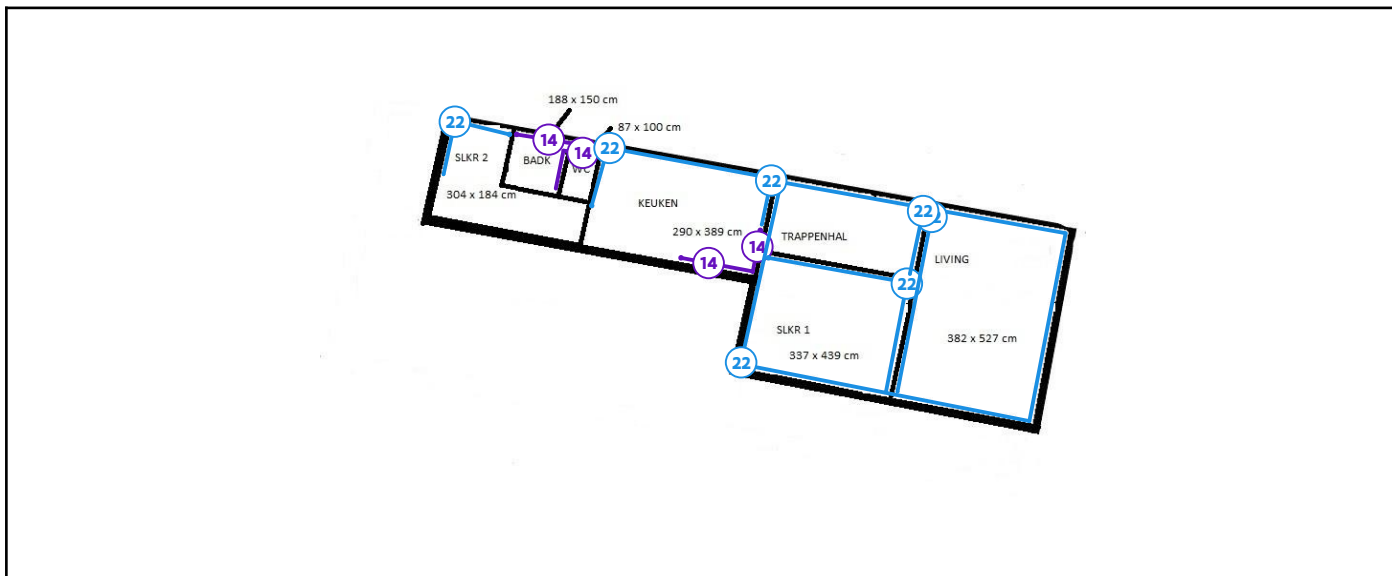 188 x 150 cm
87 x 100 cm
22
14
14
22
SLKR 2
BADK
WC
304 x 184 cm
22
KEUKEN
22
22
290 x 389 cm
TRAPPENHAL
14
14
LIVING
22
SLKR 1
337 x 439 cm
382 x 527 cm
22